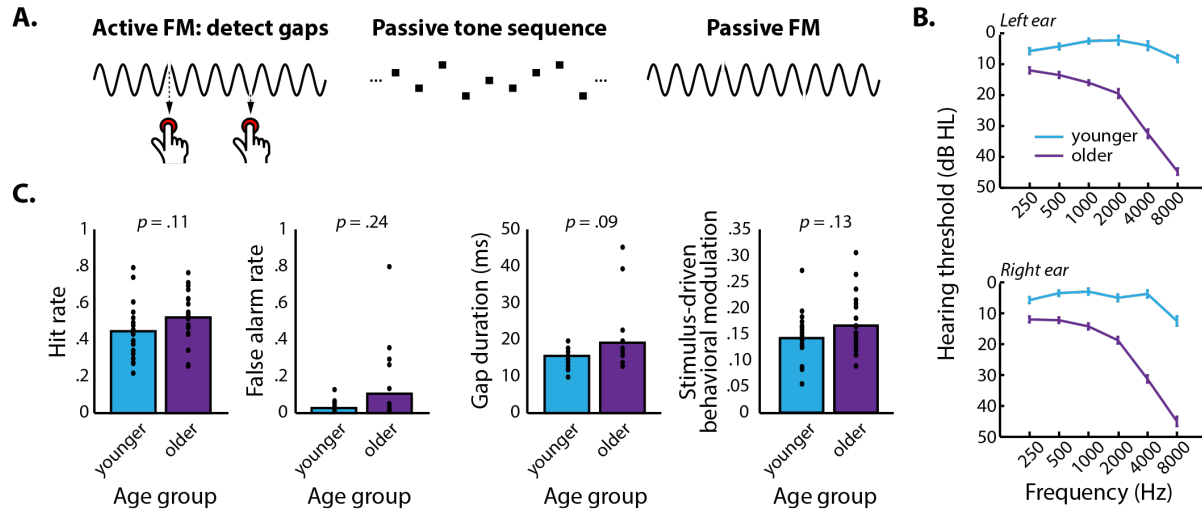 A.
Active FM: detect gaps
Passive tone sequence
...
...
Passive FM
B.
Left ear
0
10
20
30
40
50
younger
older
250
500
1000
2000
4000
8000
Hearing threshold (dB HL)
Right ear
0
10
20
30
40
50
250
500
1000
2000
4000
8000
Frequency (Hz)
C.
p = .11
1
.8
.6
.4
.2
0
Hit rate
younger
older
Age group
p = .24
1
.8
.6
.4
.2
0
False alarm rate
younger
older
Age group
p = .09
50
40
30
20
10
0
Gap duration (ms)
younger
older
Age group
p = .13
.35
.30
.25
.20
.15
.10
.05
0
Stimulus-driven
behavioral modulation
younger
older
Age group